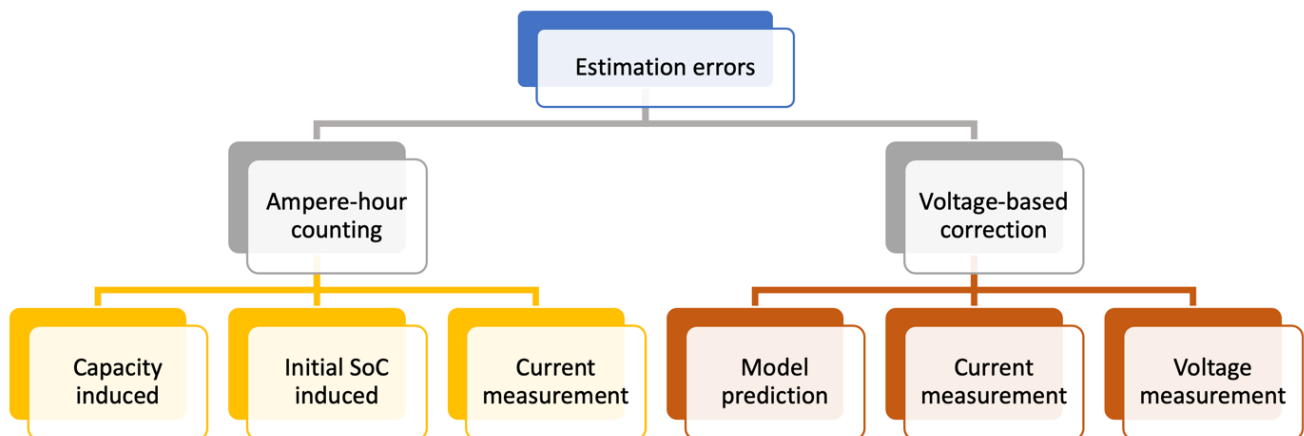 Estimation errors
Ampere-hour
counting
Voltage-based
correction
Capacity
induced
Initial SoC
induced
Current
measurement
Model
prediction
Current
measurement
Voltage
measurement